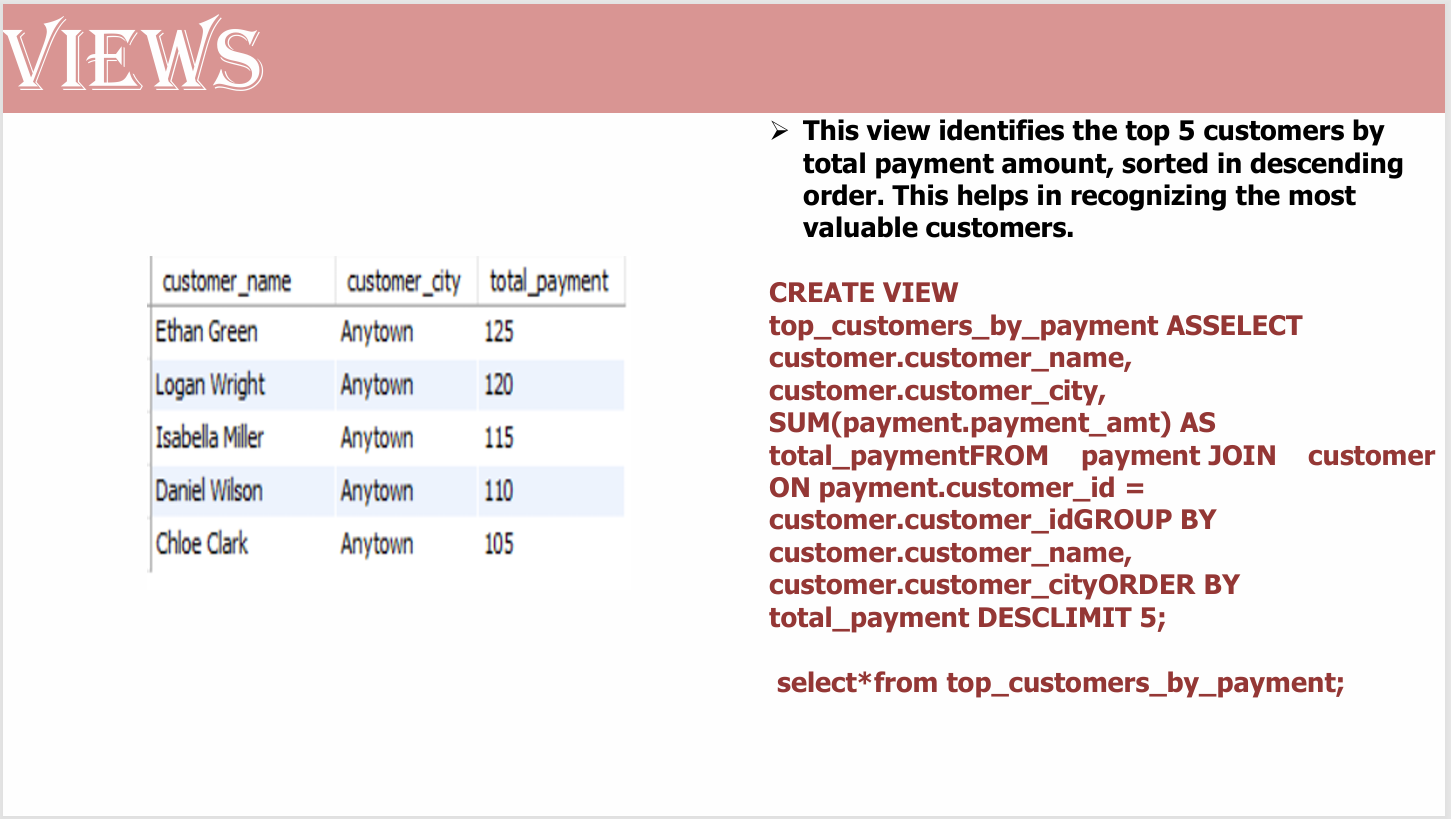 VIEWS
➢ This view identifies the top 5 customers by
total payment amount, sorted in descending
order. This helps in recognizing the most
valuable customers.
customer_name customer_city total_payment
Ethan Green Anytown 125
Logan Wright Anytown 120
Isabella Miller Anytown 115
Daniel Wilson Anytown 110
Chloe Clark Anytown 105
CREATE VIEW
top_customers_by_payment ASSELECT
customer.customer_name,
customer.customer_city,
SUM(payment.payment_amt) AS
total_paymentFROM payment JOIN customer
ON payment.customer_id =
customer.customer_idGROUP BY
customer.customer_name,
customer.customer_cityORDER BY
total_payment DESCLIMIT 5;
select*from top_customers_by_payment;